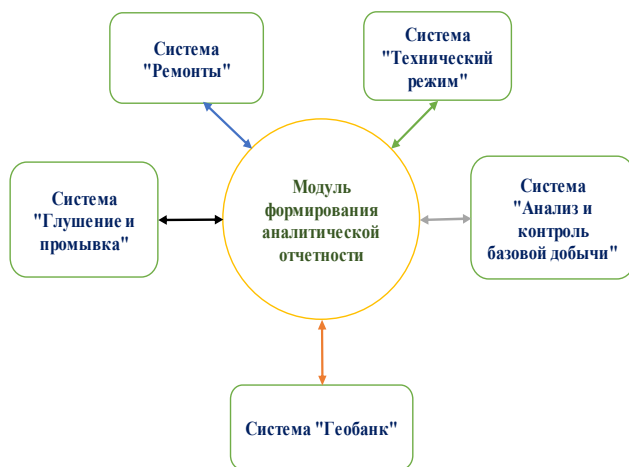 Система
"Ремонты"
Система
"Технический
режим"
Система
"Глушение и
промывка"
Модуль
формирования
аналитической
отчетности
Система
"Анализ и
контроль
базовой добычи"
Система "Геобанк"